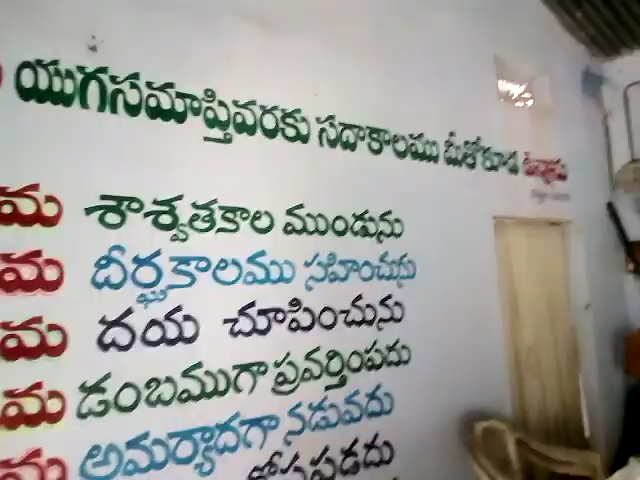 యుగసమాప్తివరకు సదాకాలము మీతోకూడ
శాశ్వతకాల ముండును
దీర్ఘకాలము సహించును
దయ చూపించును
డంబముగా ప్రవర్తింపదు
అమర్యాదగా నడువదు